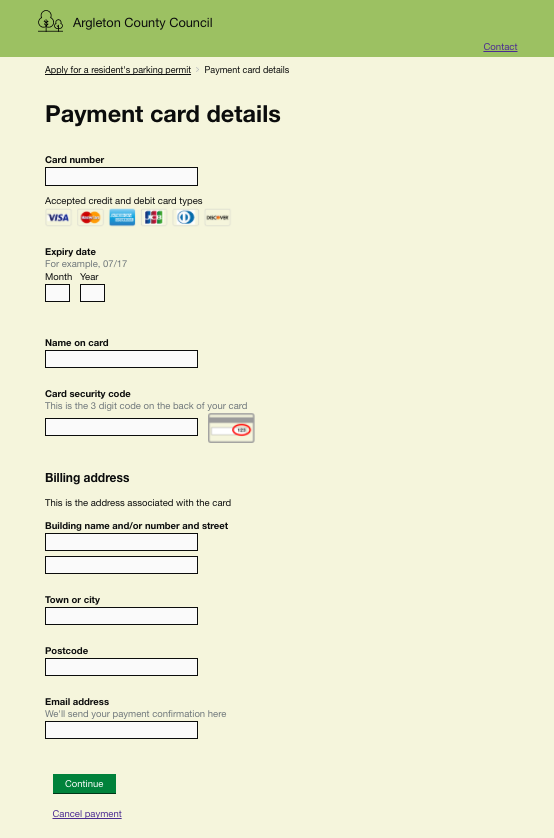 Argleton County Council
Contact
Apply for a resident's parking permit › Payment card details
Payment card details
Card number
Accepted credit and debit card types
VISA MasterCard JCB DISCOVER
Expiry date
For example, 07/17
Month Year
Name on card
Card security code
This is the 3 digit code on the back of your card
Billing address
This is the address associated with the card
Building name and/or number and street
Town or city
Postcode
Email address
We'll send your payment confirmation here
Continue
Cancel payment